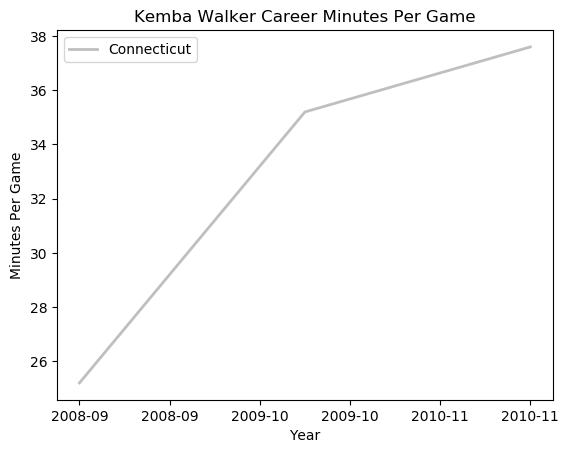 Kemba Walker Career Minutes Per Game
Connecticut
38
36
34
32
30
28
26
Minutes Per Game
2008-09 2008-09 2009-10 2009-10 2010-11 2010-11
Year